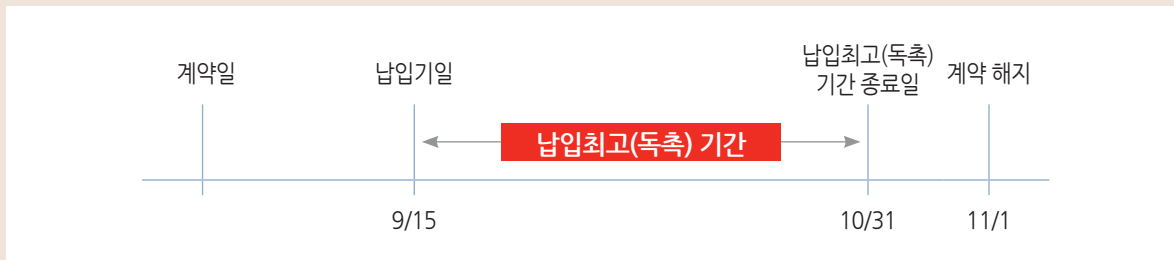 계약일
납입기일
납입최고(독촉)
기간 종료일
계약 해지
납입최고(독촉) 기간
9/15
10/31
11/1